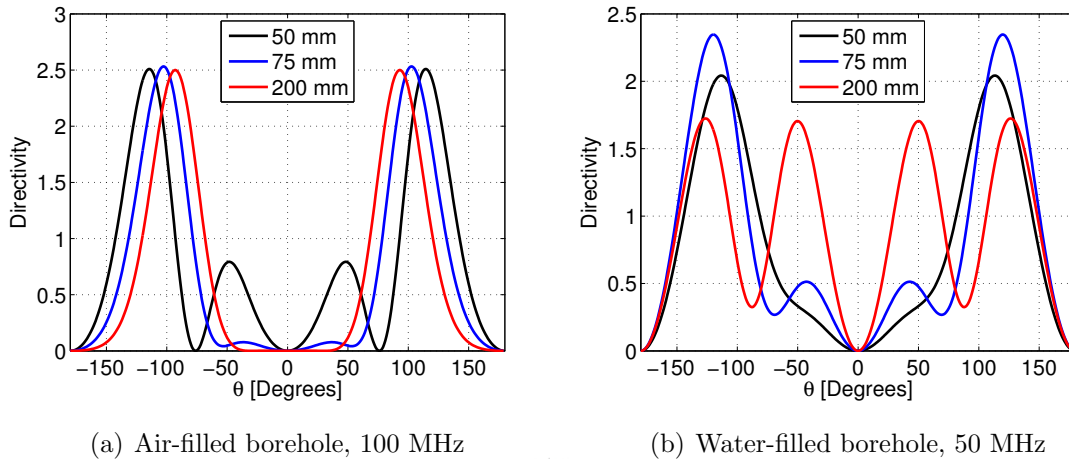 3
2.5
2
1.5
1
0.5
0
Directivity
50 mm
75 mm
200 mm
−150 −100 −50 0 50 100 150
θ [Degrees]
(a) Air-filled borehole, 100 MHz
2.5
2
1.5
1
0.5
0
Directivity
50 mm
75 mm
200 mm
−150 −100 −50 0 50 100 150
θ [Degrees]
(b) Water-filled borehole, 50 MHz